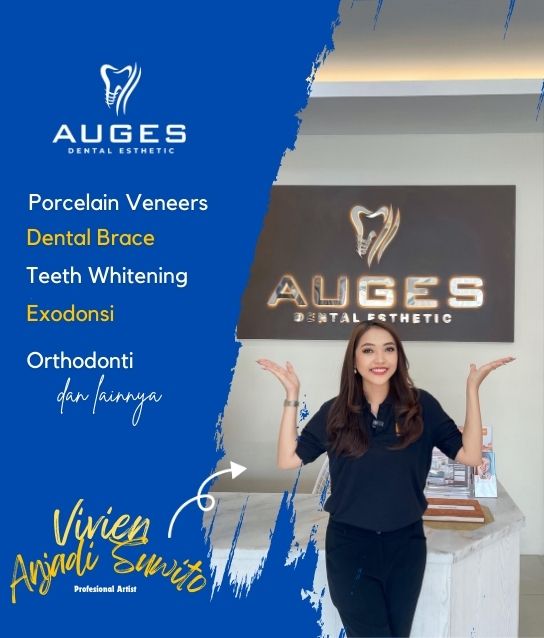 AUGES
DENTAL ESTHETIC
Porcelain Veneers
Dental Brace
Teeth Whitening
Exodonsi
Orthodonti
dan lainnya
Vivien
Anjadi Suwito
Profesional Artist
AUGES
DENTAL ESTHETIC